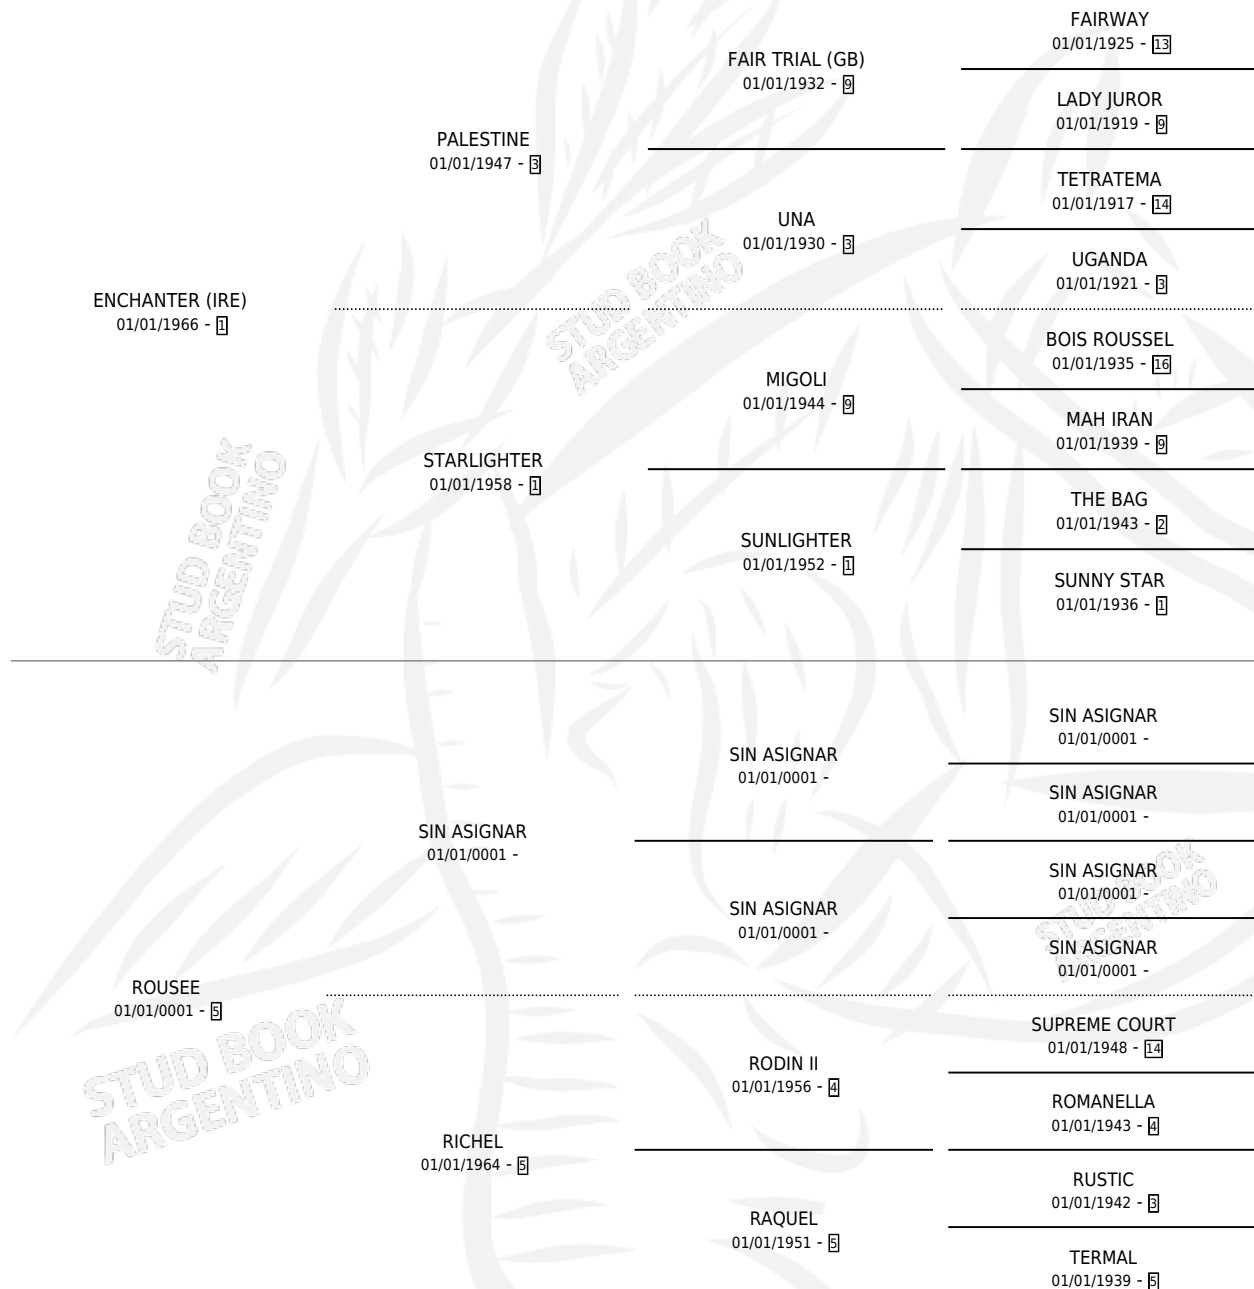 FAIRWAY
01/01/1925 - 13
FAIR TRIAL (GB)
01/01/1932 - 9
LADY JUROR
01/01/1919 - 9
PALESTINE
01/01/1947 - 3
TETRATEMA
01/01/1917 - 14
UNA
01/01/1930 - 3
UGANDA
01/01/1921 - 3
ENCHANTER (IRE)
01/01/1966 - 1
BOIS ROUSSEL
01/01/1935 - 16
MIGOLI
01/01/1944 - 9
MAH IRAN
01/01/1939 - 9
STARLIGHTER
01/01/1958 - 1
THE BAG
01/01/1943 - 2
SUNLIGHTER
01/01/1952 - 1
SUNNY STAR
01/01/1936 - 1
SIN ASIGNAR
01/01/0001 -
SIN ASIGNAR
01/01/0001 -
SIN ASIGNAR
01/01/0001 -
SIN ASIGNAR
01/01/0001 -
SIN ASIGNAR
01/01/0001 -
SIN ASIGNAR
01/01/0001 -
SIN ASIGNAR
01/01/0001 -
ROUSEE
01/01/0001 - 5
SUPREME COURT
01/01/1948 - 14
RODIN II
01/01/1956 - 4
ROMANELLA
01/01/1943 - 4
RICHEL
01/01/1964 - 5
RUSTIC
01/01/1942 - 3
RAQUEL
01/01/1951 - 5
TERMAL
01/01/1939 - 5
STUD BOOK
ARGENTINO
STUD BOOK
ARGENTINO
STUD BOOK
ARGENTINO
STUD BOOK
ARGENTINO